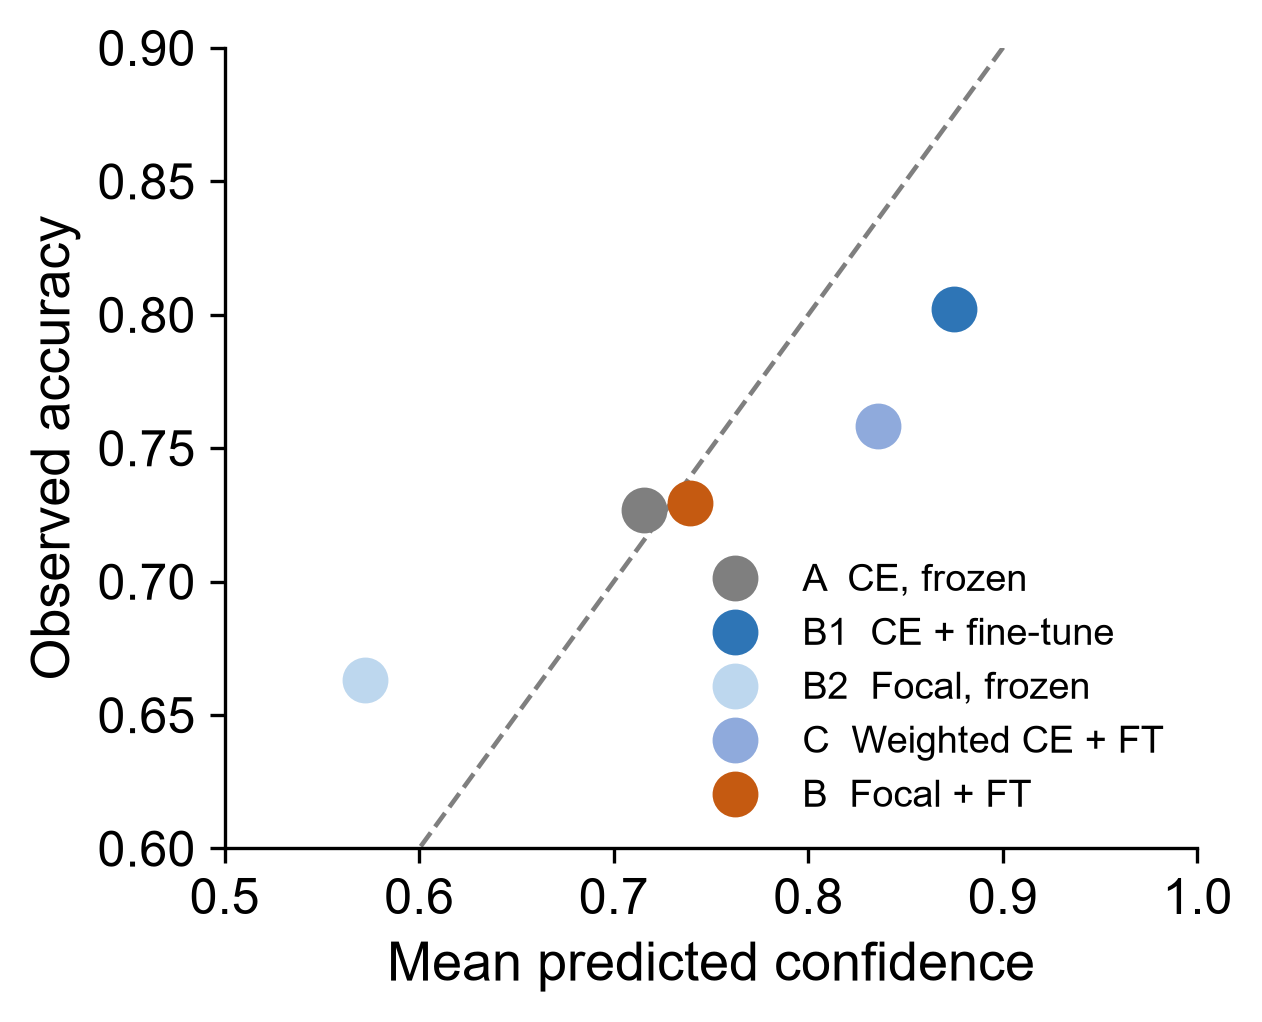 0.90
0.85
0.80
0.75
0.70
0.65
0.60
Observed accuracy
A CE, frozen
B1 CE + fine-tune
B2 Focal, frozen
C Weighted CE + FT
B Focal + FT
0.5 0.6 0.7 0.8 0.9 1.0
Mean predicted confidence